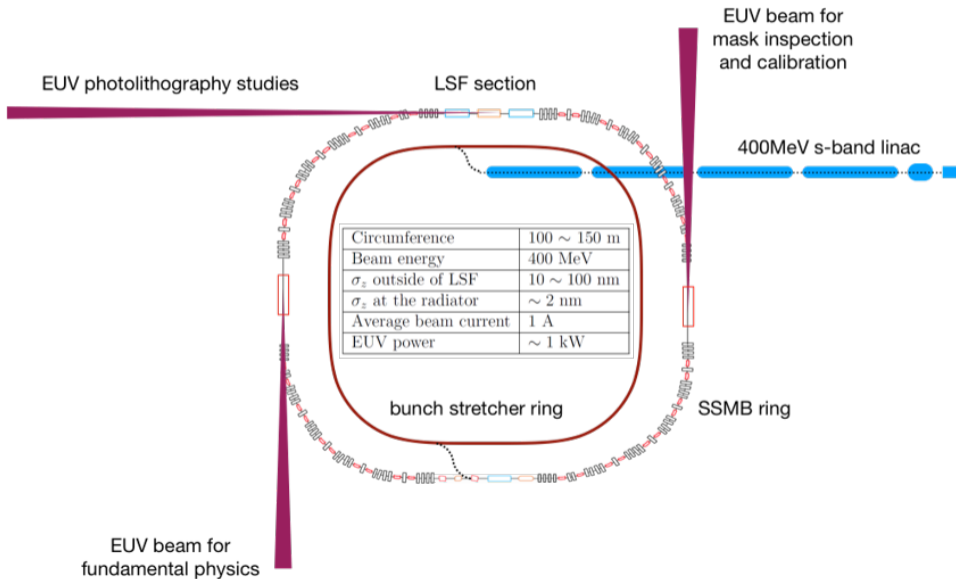 EUV beam for
mask inspection
and calibration
EUV photolithography studies
LSF section
400MeV s-band linac
Circumference 100 ~ 150 m
Beam energy 400 MeV
σz outside of LSF 10 ~ 100 nm
σz at the radiator ~ 2 nm
Average beam current 1 A
EUV power ~ 1 kW
bunch stretcher ring
SSMB ring
EUV beam for
fundamental physics